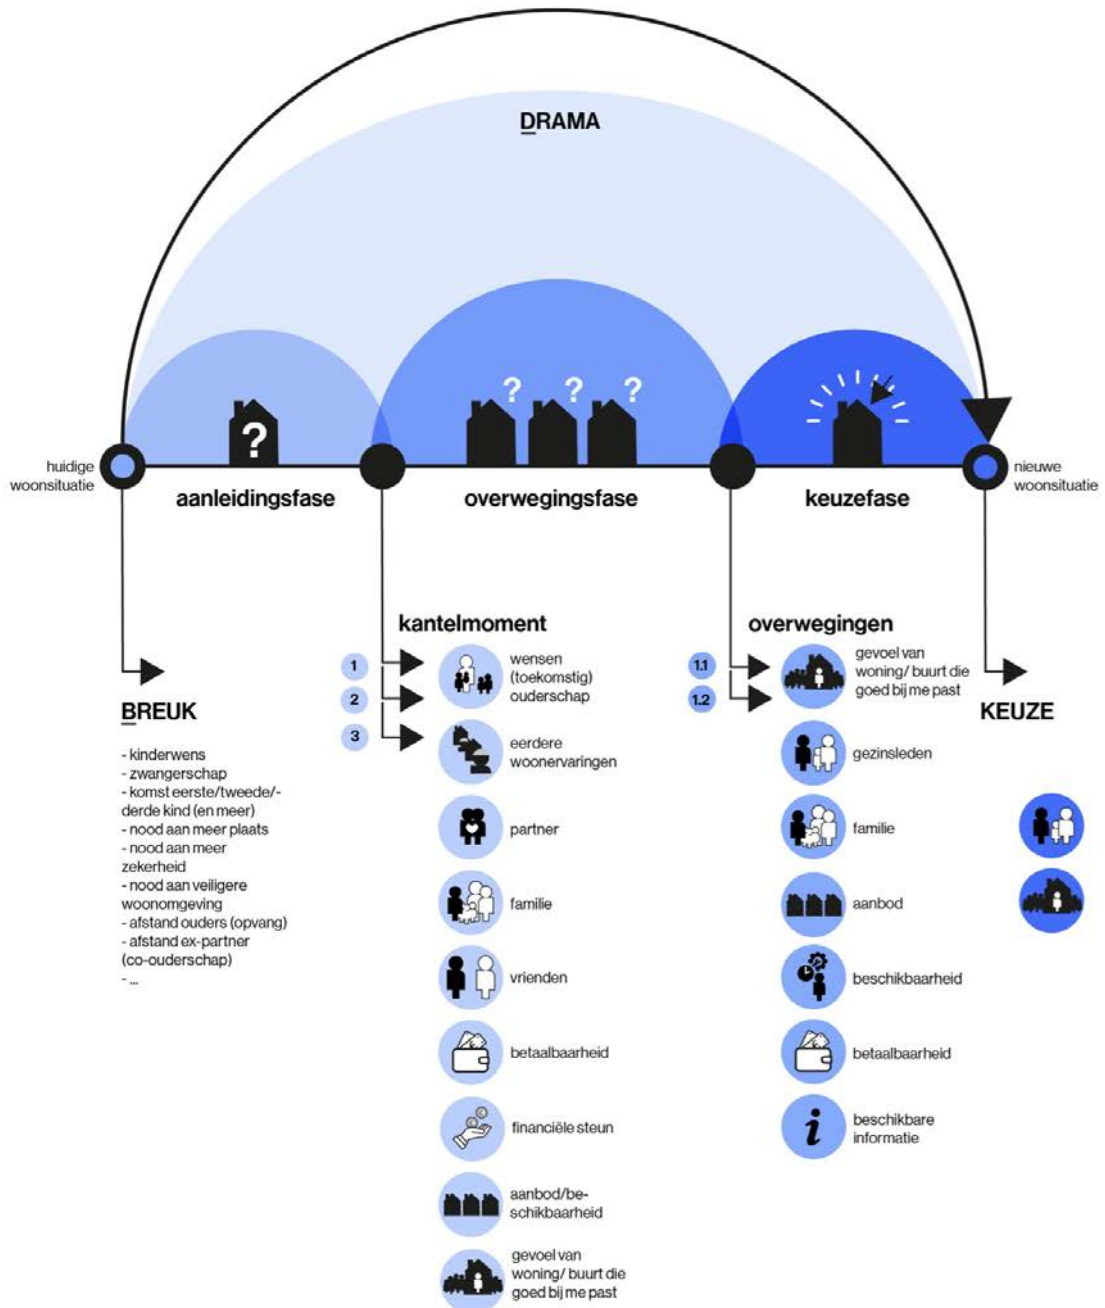 DRAMA
?
? ? ?
huidige
woonsituatie
aanleidingsfase
overwegingsfase
keuzefase
nieuwe
woonsituatie
BREUK
- kinderwens
- zwangerschap
- komst eerste/tweede/-
derde kind (en meer)
- nood aan meer plaats
- nood aan meer
zekerheid
- nood aan veiligere
woonomgeving
- afstand ouders (opvang)
- afstand ex-partner
(co-ouderschap)
- ...
kantelmoment
1
2
3
wensen
(toekomstig)
ouderschap
eerdere
woonervaringen
partner
familie
vrienden
betaalbaarheid
financiële steun
aanbod/be-
schikbaarheid
gevoel van
woning/ buurt die
goed bij me past
overwegingen
1.1
1.2
gevoel van
woning/ buurt die
goed bij me past
gezinsleden
familie
aanbod
beschikbaarheid
betaalbaarheid
i
beschikbare
informatie
KEUZE